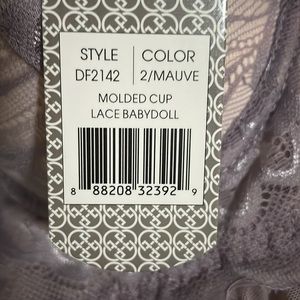 STYLE COLOR
DF2142 2/MAUVE
MOLDED CUP
LACE BABYDOLL
8 88208 32392 9